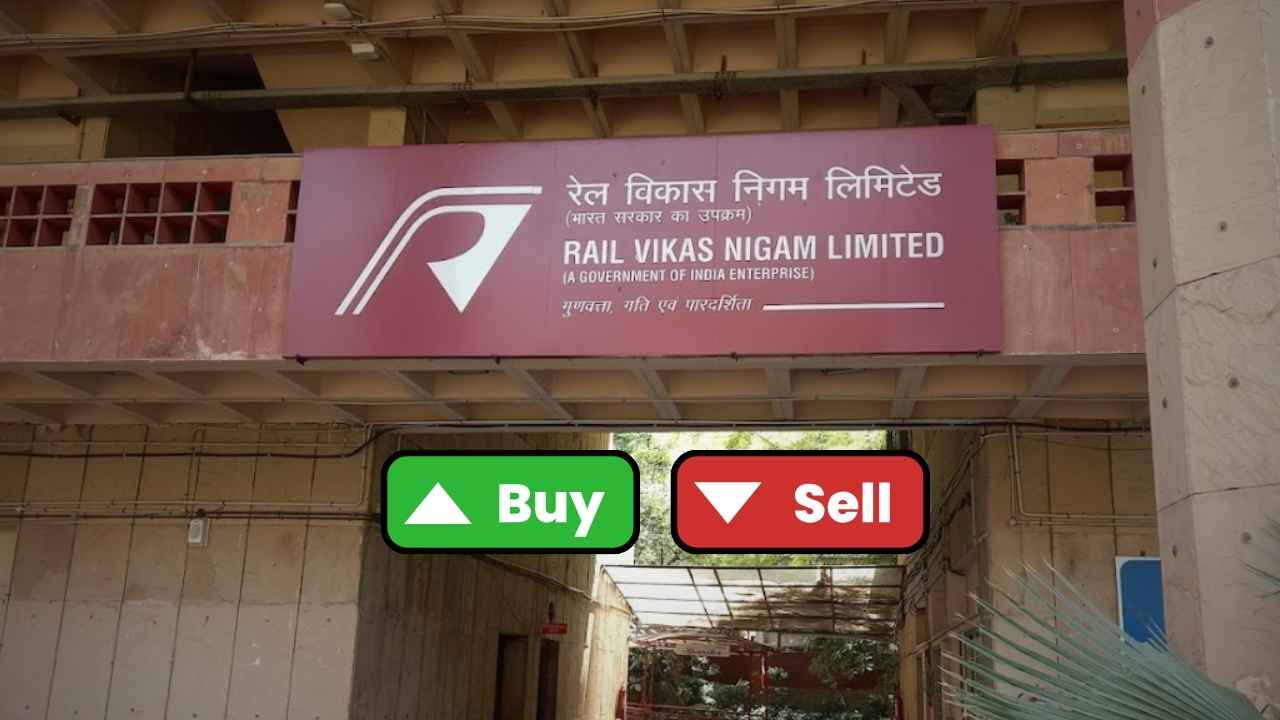 रेल विकास निगम लिमिटेड
(भारत सरकार का उपक्रम)
RAIL VIKAS NIGAM LIMITED
(A GOVERNMENT OF INDIA ENTERPRISE)
गुणवत्ता, गति एवं पारदर्शिता
Buy
Sell